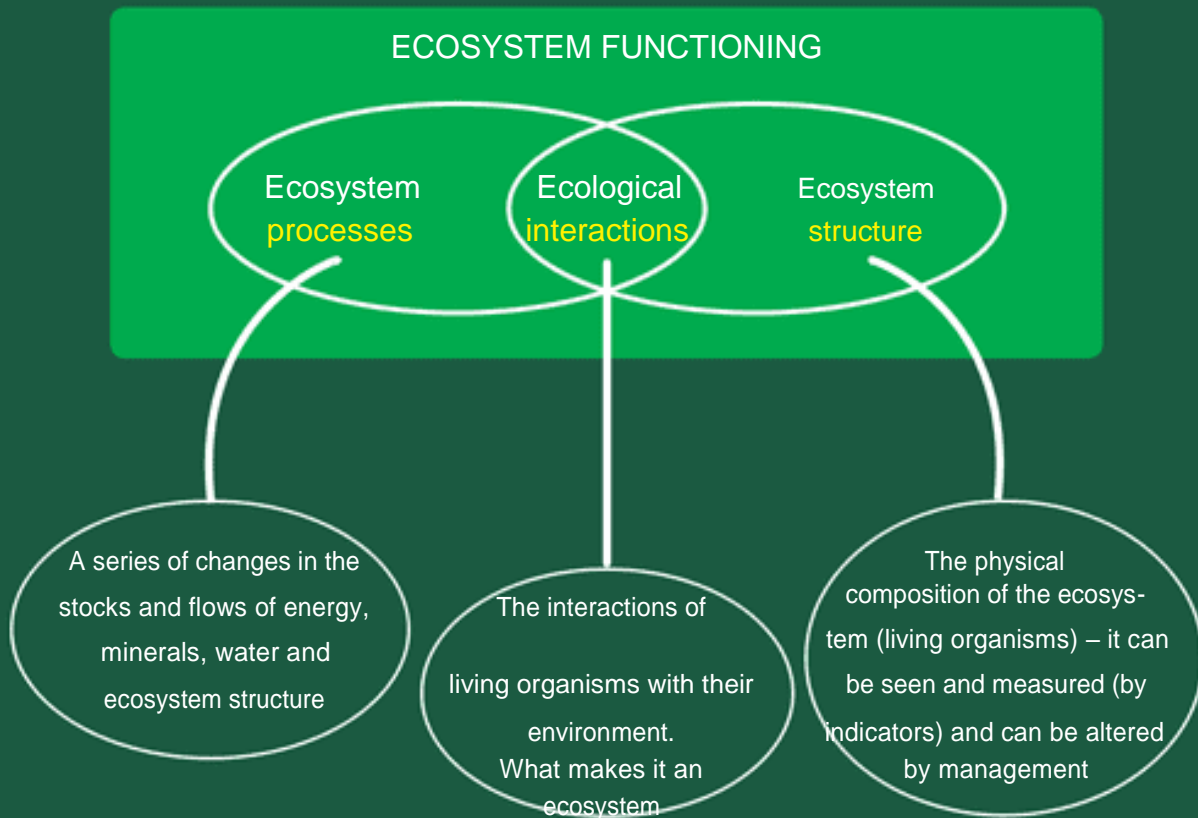 ECOSYSTEM FUNCTIONING
Ecosystem
processes
Ecological
interactions
Ecosystem
structure
A series of changes in the
stocks and flows of energy,
minerals, water and
ecosystem structure
The interactions of
living organisms with their
environment.
What makes it an
ecosystem
The physical
composition of the ecosys-
tem (living organisms) – it can
be seen and measured (by
indicators) and can be altered
by management